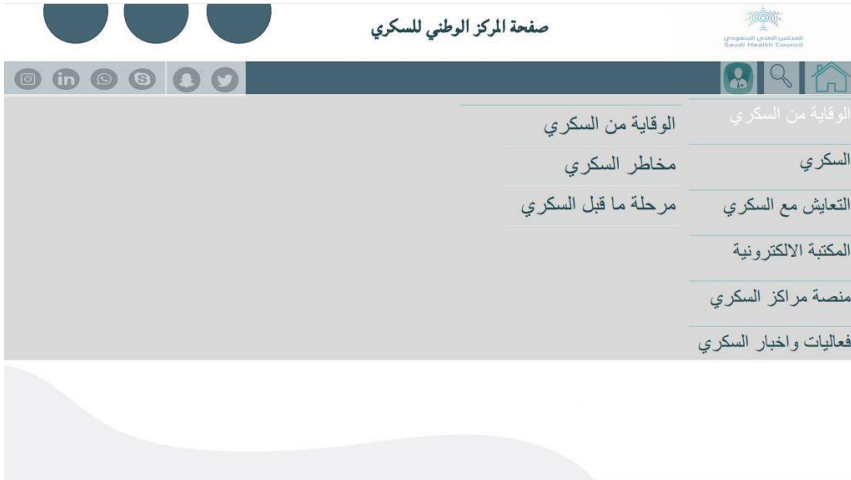 صفحة المركز الوطني للسكري
المجلس الصحي السعودي
Saudi Health Council
الوقاية من السكري
السكري
التعايش مع السكري
المكتبة الالكترونية
منصة مراكز السكري
فعاليات واخبار السكري
الوقاية من السكري
مخاطر السكري
مرحلة ما قبل السكري